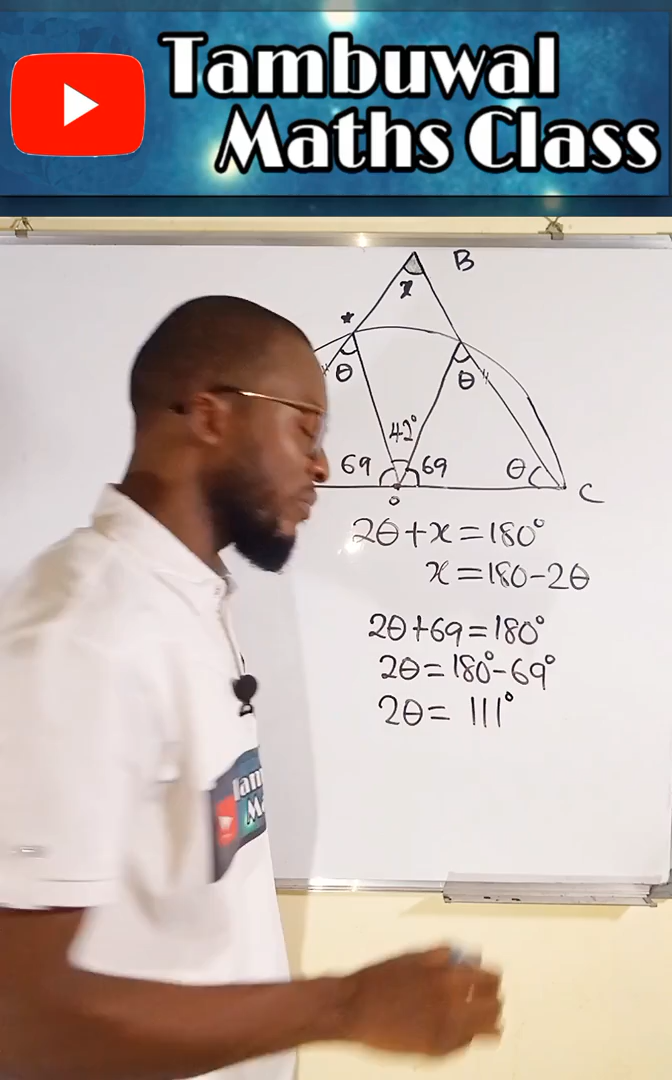 Tambuwal
Maths Class
B
x
θ
θ
42°
69
69
θ
o
C
2θ+x=180°
x=180-2θ
2θ+69=180°
2θ=180°-69°
2θ= 111°